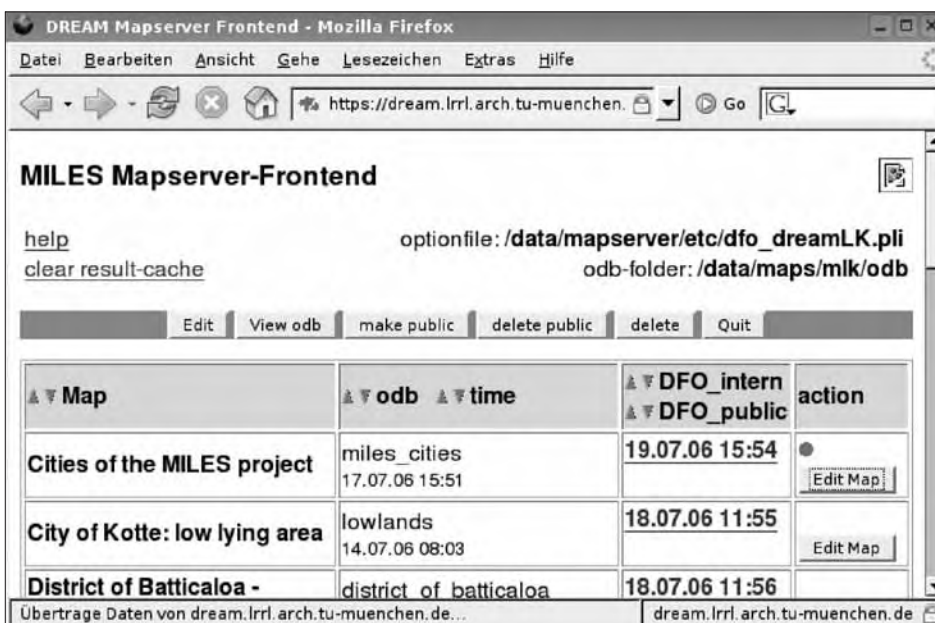 DREAM Mapserver Frontend - Mozilla Firefox
Datei Bearbeiten Ansicht Gehe Lesezeichen Extras Hilfe
https://dream.lrrl.arch.tu-muenchen. Go G
MILES Mapserver-Frontend
help optionfile: /data/mapserver/etc/dfo_dreamLK.pli
clear result-cache odb-folder: /data/maps/mlk/odb
Edit View odb make public delete public delete Quit
Map odb time DFO_intern DFO_public action
Cities of the MILES project miles_cities 17.07.06 15:51 19.07.06 15:54 Edit Map
City of Kotte: low lying area lowlands 14.07.06 08:03 18.07.06 11:55 Edit Map
District of Batticaloa - district_of_batticaloa 18.07.06 11:56
Übertrage Daten von dream.lrrl.arch.tu-muenchen.de... dream.lrrl.arch.tu-muenchen.de